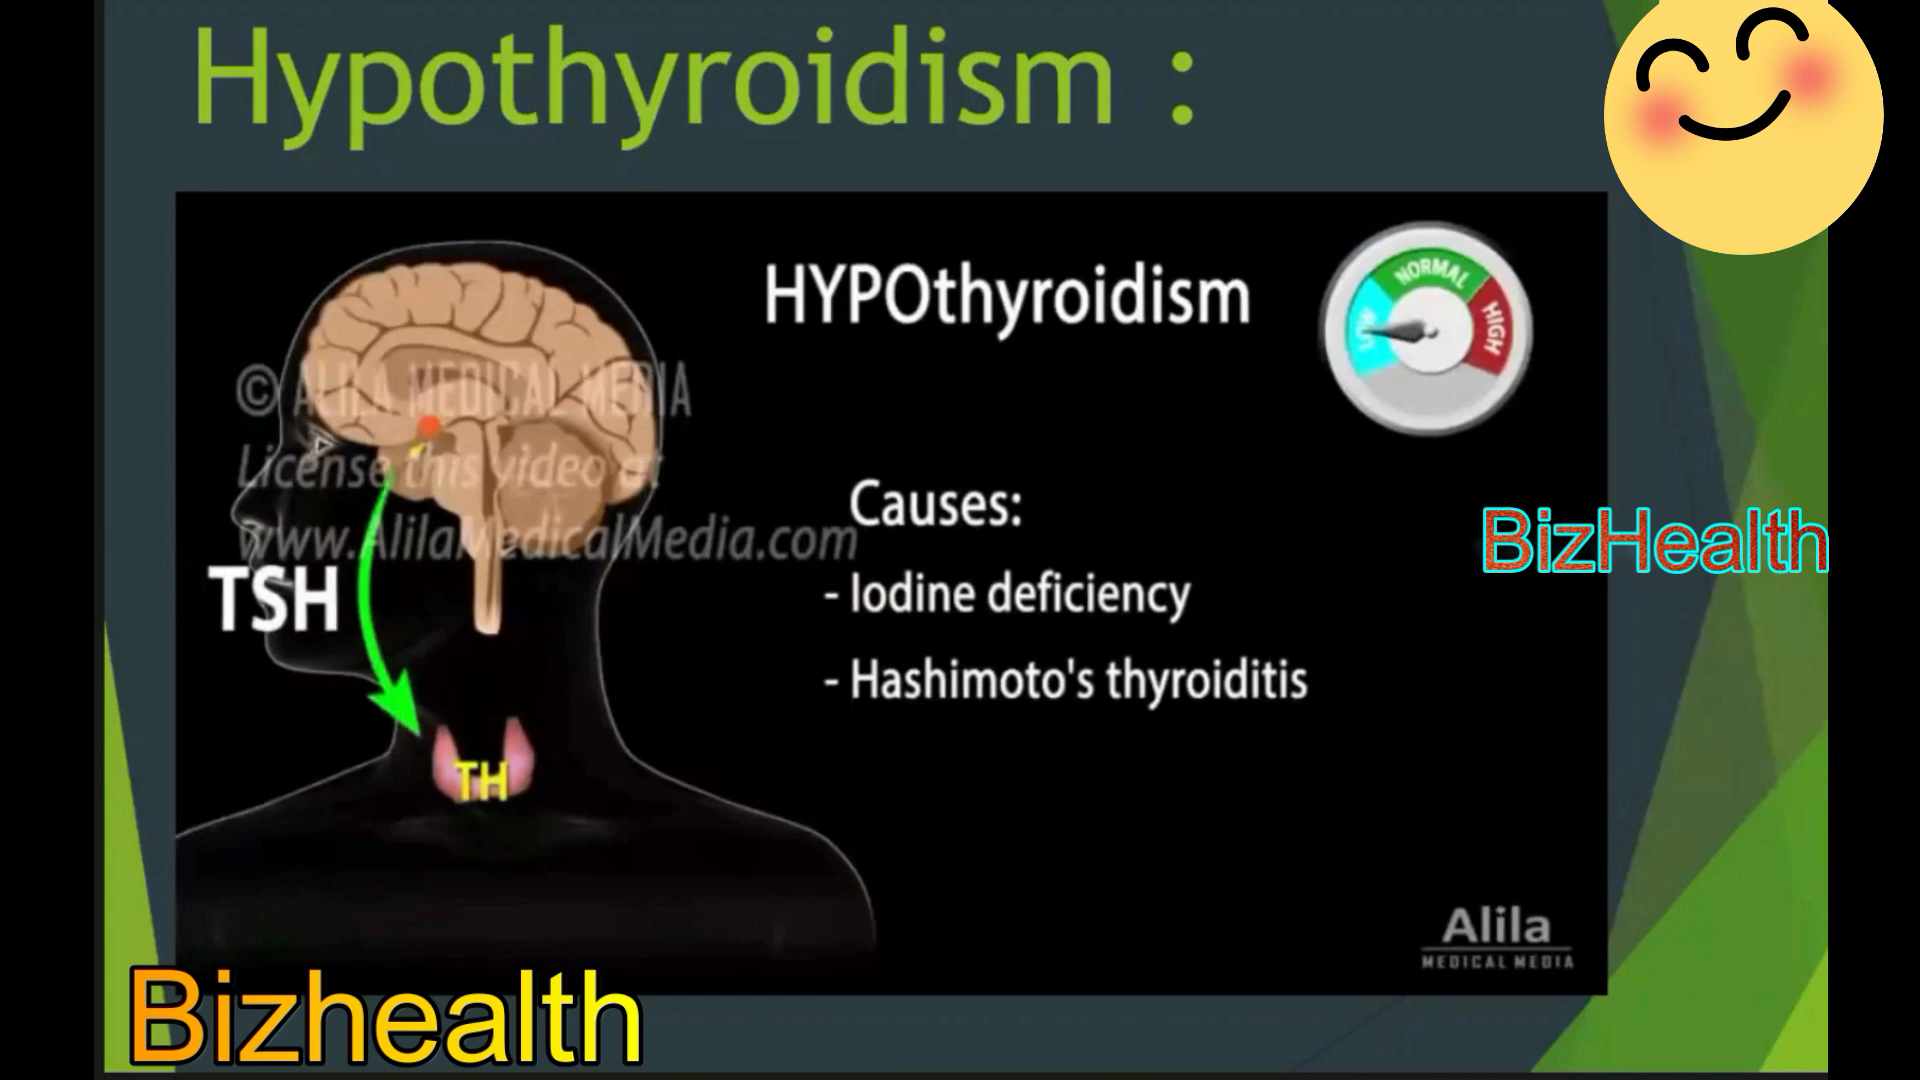 Hypothyroidism :
HYPOthyroidism
LOW
NORMAL
HIGH
© ALILA MEDICAL MEDIA
License this video at
www.AlilaMedicalMedia.com
Causes:
- Iodine deficiency
- Hashimoto's thyroiditis
BizHealth
TSH
TH
Alila
MEDICAL MEDIA
Bizhealth